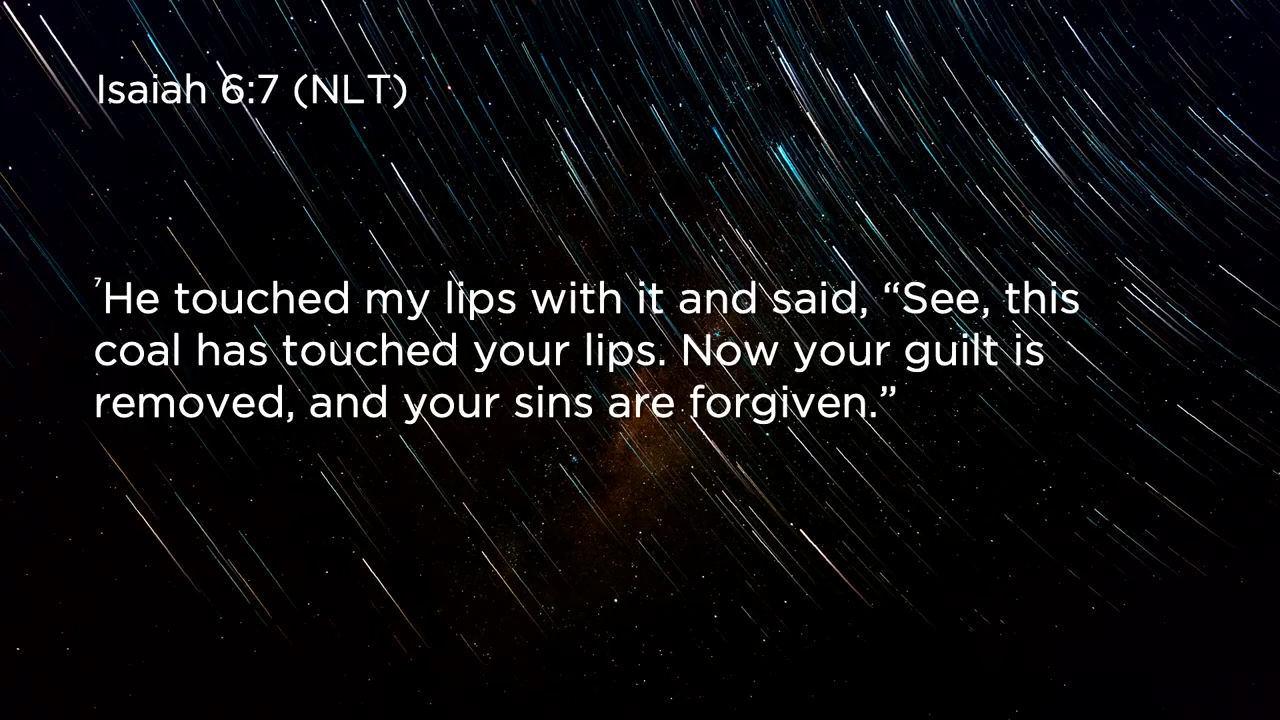 Isaiah 6:7 (NLT)
⁷He touched my lips with it and said, “See, this
coal has touched your lips. Now your guilt is
removed, and your sins are forgiven.”